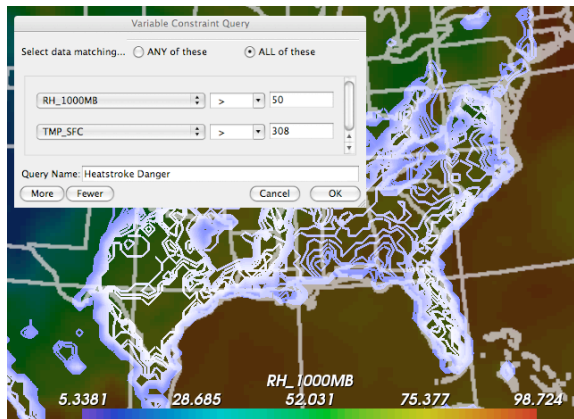 Variable Constraint Query
Select data matching... ANY of these ALL of these
RH_1000MB > 50
TMP_SFC > 308
Query Name: Heatstroke Danger
More Fewer Cancel OK
RH_1000MB
5.3381 28.685 52.031 75.377 98.724